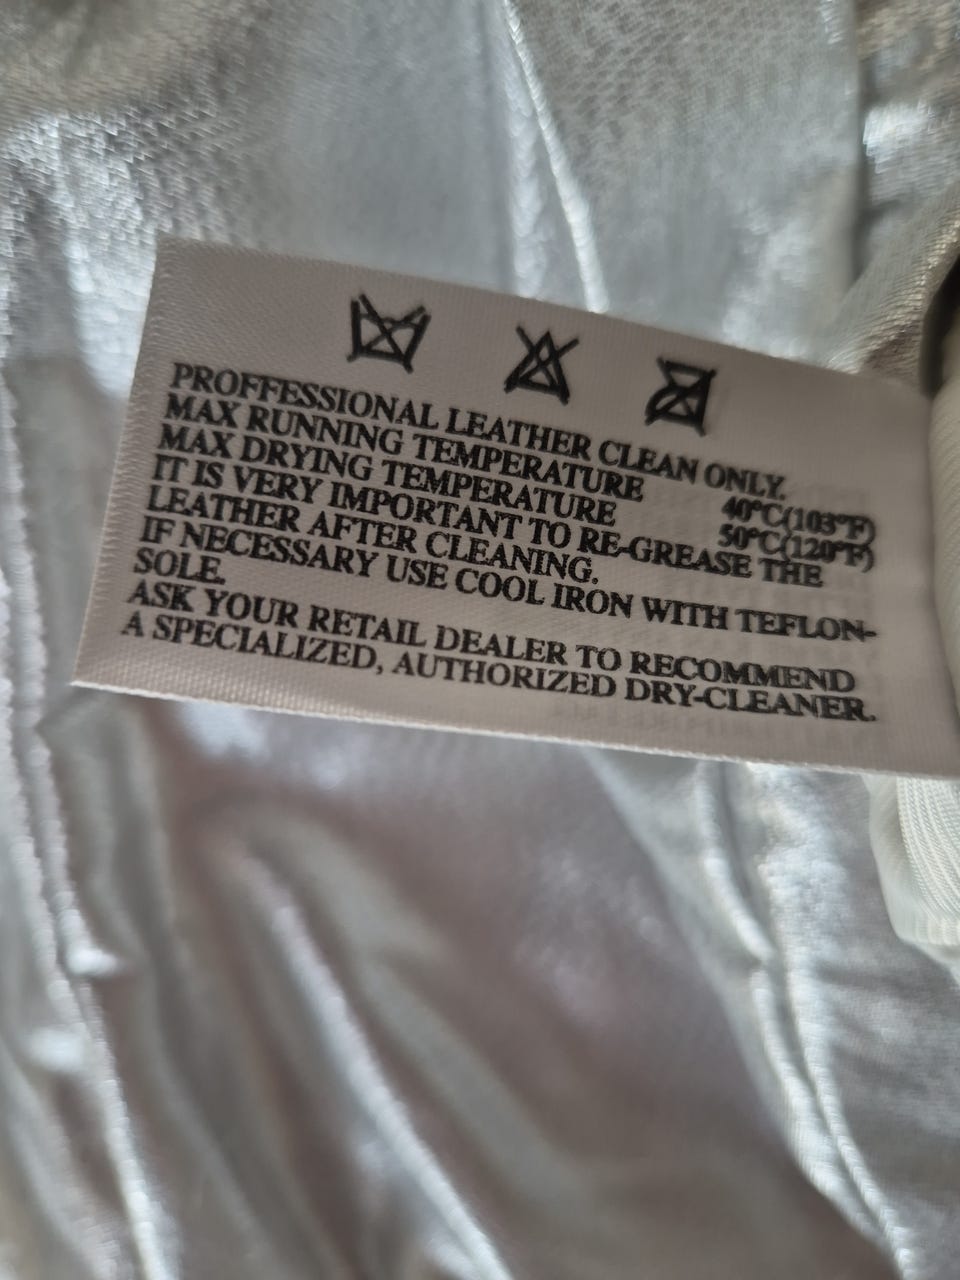 PROFFESSIONAL LEATHER CLEAN ONLY.
MAX RUNNING TEMPERATURE 40°C(103°F)
MAX DRYING TEMPERATURE 50°C(120°F)
IT IS VERY IMPORTANT TO RE-GREASE THE
LEATHER AFTER CLEANING.
IF NECESSARY USE COOL IRON WITH TEFLON-
SOLE.
ASK YOUR RETAIL DEALER TO RECOMMEND
A SPECIALIZED, AUTHORIZED DRY-CLEANER.